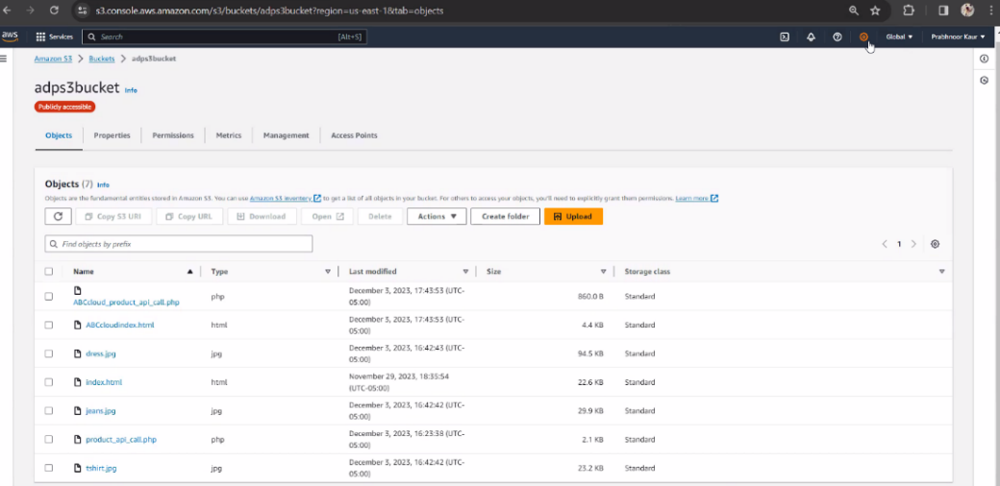 s3.console.aws.amazon.com/s3/buckets/adps3bucket?region=us-east-1&tab=objects
aws Services Search [Alt+S] Global Prabhnoor Kaur
Amazon S3 > Buckets > adps3bucket
adps3bucket Info
Publicly accessible
Objects Properties Permissions Metrics Management Access Points
Objects (7) Info
Objects are the fundamental entities stored in Amazon S3. You can use Amazon S3 inventory to get a list of all objects in your bucket. For others to access your objects, you'll need to explicitly grant them permissions. Learn more
Copy S3 URI Copy URL Download Open Delete Actions Create folder Upload
Find objects by prefix 1
Name Type Last modified Size Storage class
ABCcloud_product_api_call.php php December 3, 2023, 17:43:53 (UTC-
05:00) 860.0 B Standard
ABCcloudindex.html html December 3, 2023, 17:43:53 (UTC-
05:00) 4.4 KB Standard
dress.jpg jpg December 3, 2023, 16:42:43 (UTC-
05:00) 94.5 KB Standard
index.html html November 29, 2023, 18:35:54
(UTC-05:00) 22.6 KB Standard
jeans.jpg jpg December 3, 2023, 16:42:42 (UTC-
05:00) 29.9 KB Standard
product_api_call.php php December 3, 2023, 16:23:38 (UTC-
05:00) 2.1 KB Standard
tshirt.jpg jpg December 3, 2023, 16:42:42 (UTC-
05:00) 23.2 KB Standard